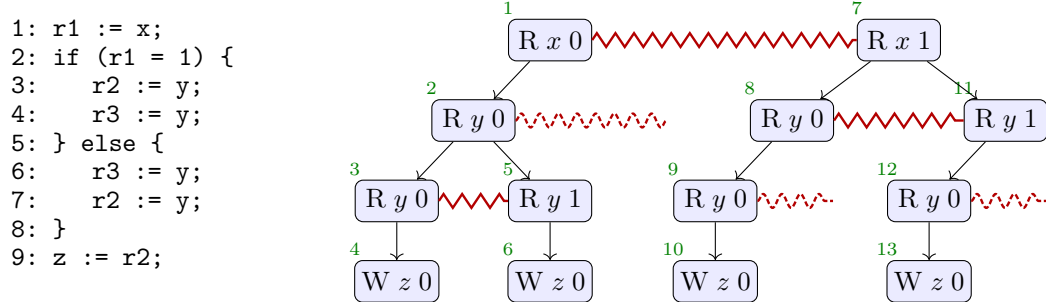 1: r1 := x;
2: if (r1 = 1) {
3:    r2 := y;
4:    r3 := y;
5: } else {
6:    r3 := y;
7:    r2 := y;
8: }
9: z := r2;
1 7
R x 0 R x 1
2 8 11
R y 0 R y 0 R y 1
3 5 9 12
R y 0 R y 1 R y 0 R y 0
4 6 10 13
W z 0 W z 0 W z 0 W z 0